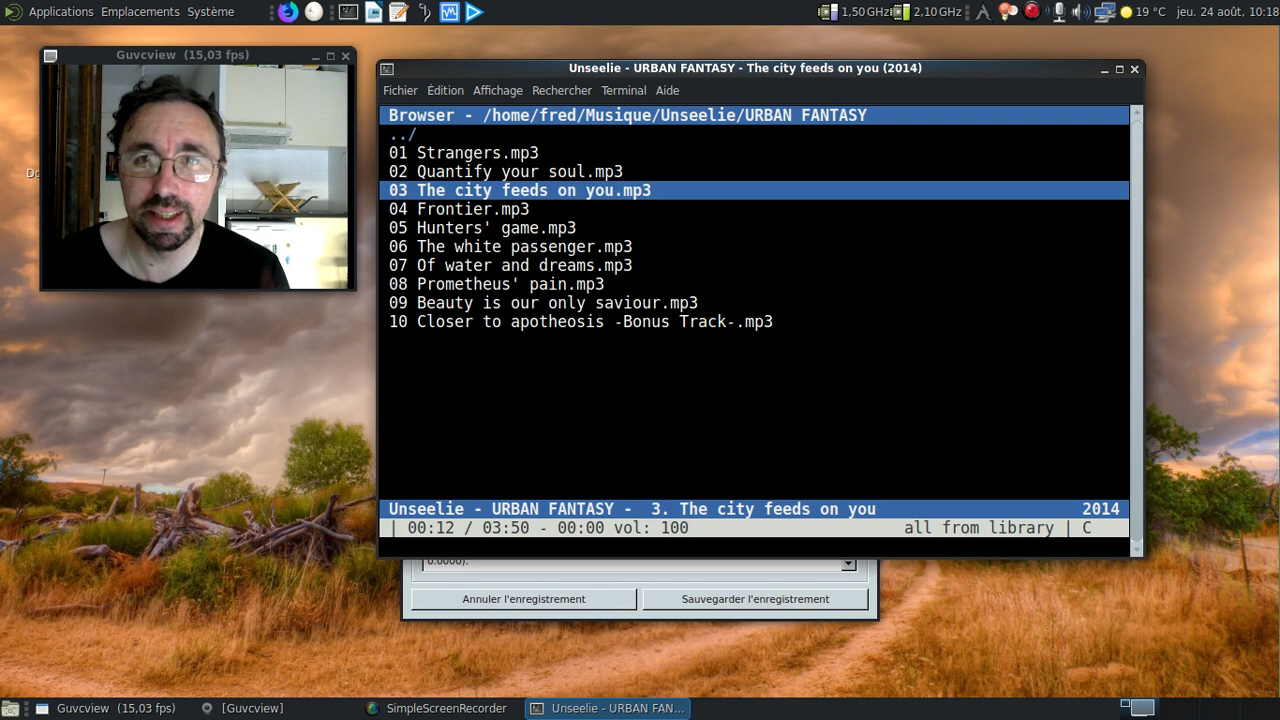 Applications Emplacements Système
1,50 GHz 2,10 GHz 19 °C jeu. 24 août, 10:18
Guvcview (15,03 fps)
Unseelie - URBAN FANTASY - The city feeds on you (2014)
Fichier Édition Affichage Rechercher Terminal Aide
Browser - /home/fred/Musique/Unseelie/URBAN FANTASY
../
01 Strangers.mp3
02 Quantify your soul.mp3
03 The city feeds on you.mp3
04 Frontier.mp3
05 Hunters' game.mp3
06 The white passenger.mp3
07 Of water and dreams.mp3
08 Prometheus' pain.mp3
09 Beauty is our only saviour.mp3
10 Closer to apotheosis -Bonus Track-.mp3
Unseelie - URBAN FANTASY - 3. The city feeds on you 2014
| 00:12 / 03:50 - 00:00 vol: 100 all from library | C
Annuler l'enregistrement Sauvegarder l'enregistrement
Guvcview (15,03 fps) [Guvcview] SimpleScreenRecorder Unseelie - URBAN FAN...